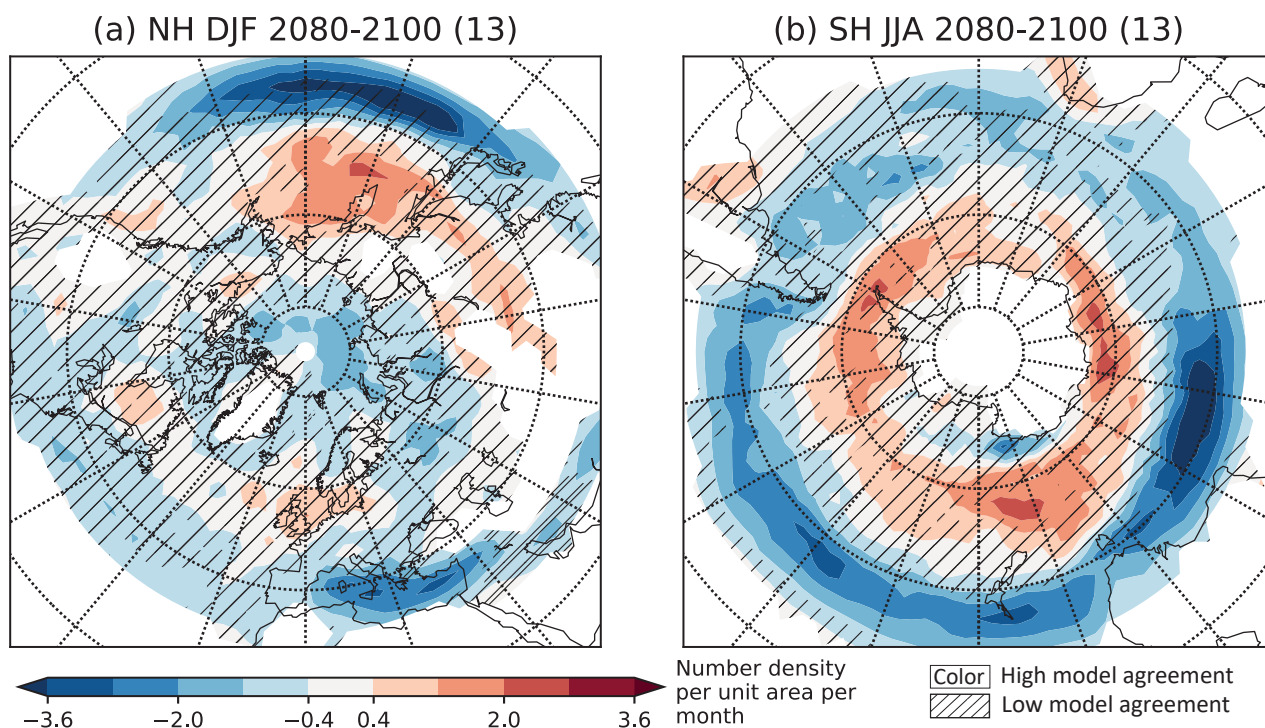 (a) NH DJF 2080-2100 (13)
(b) SH JJA 2080-2100 (13)
−3.6 −2.0 −0.4 0.4 2.0 3.6
Number density
per unit area per
month
Color High model agreement
Low model agreement